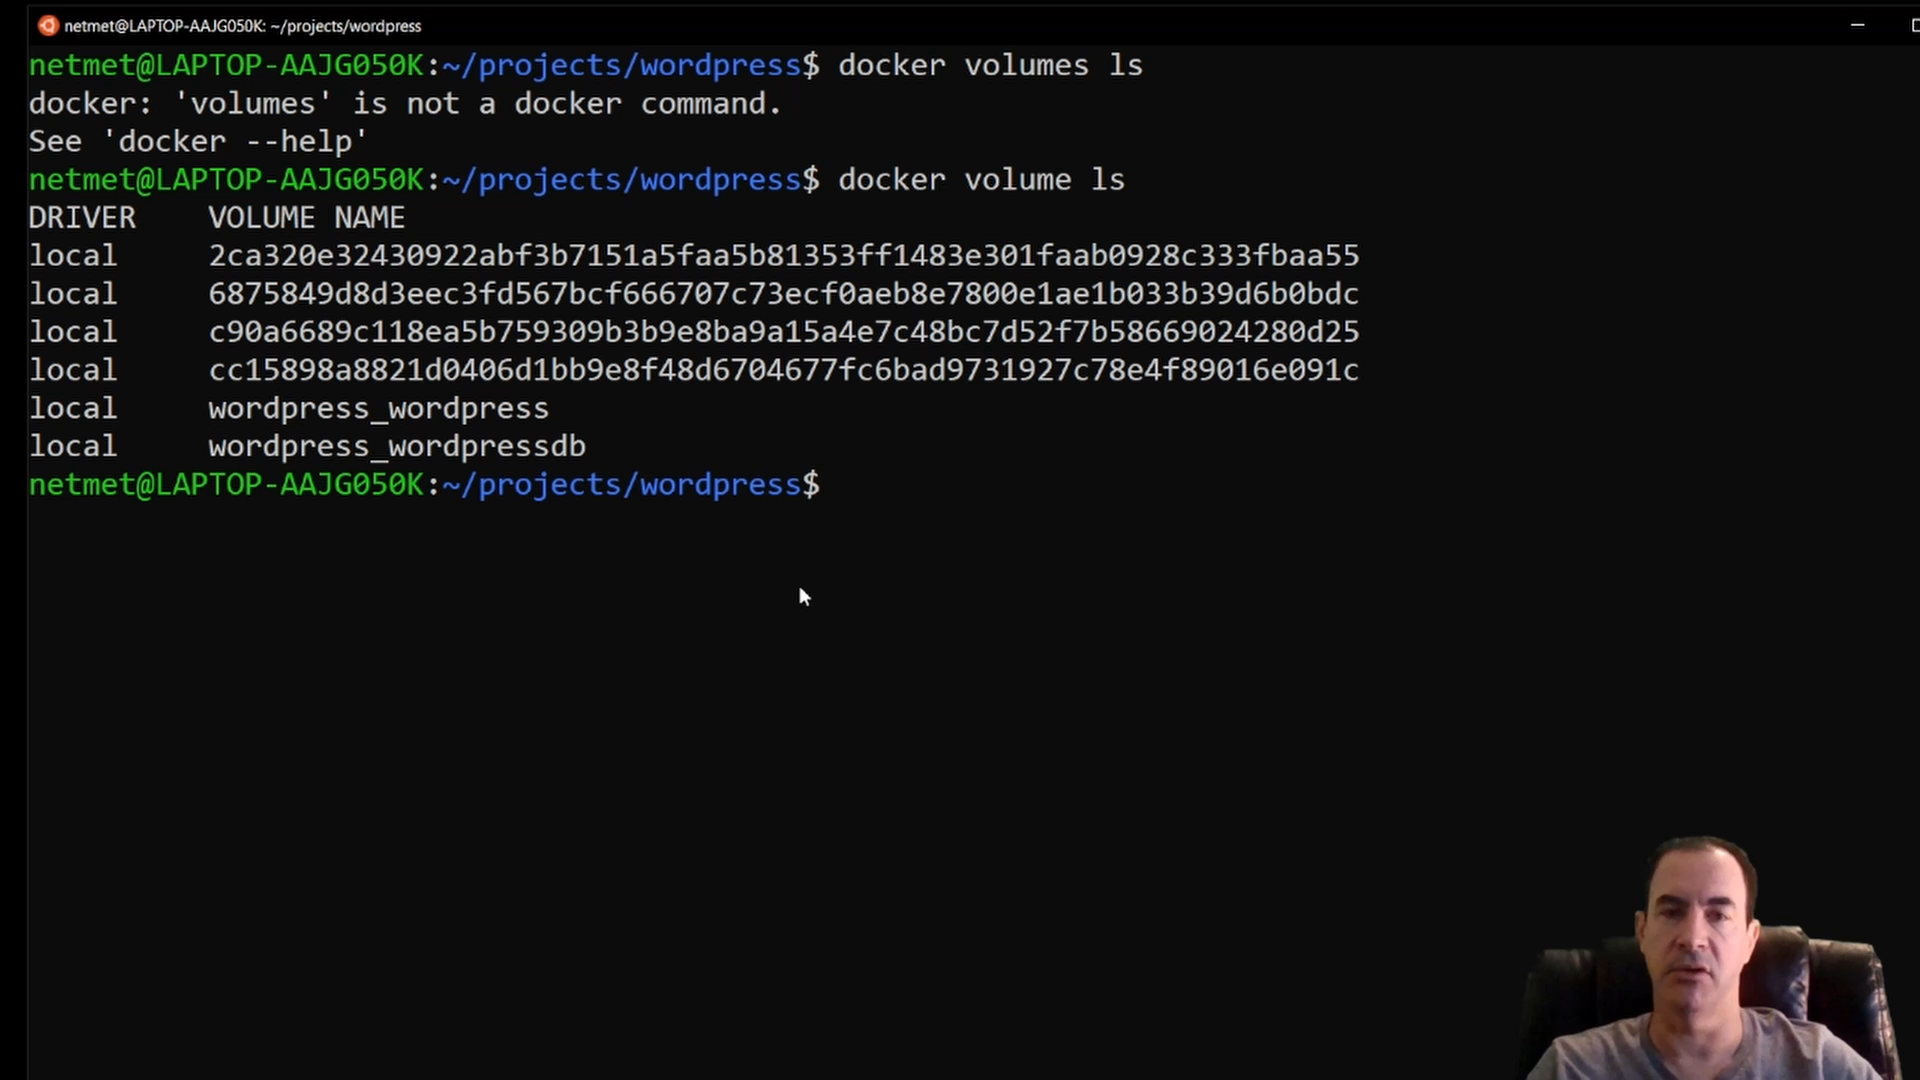 netmet@LAPTOP-AAJG050K: ~/projects/wordpress
netmet@LAPTOP-AAJG050K:~/projects/wordpress$ docker volumes ls
docker: 'volumes' is not a docker command.
See 'docker --help'
netmet@LAPTOP-AAJG050K:~/projects/wordpress$ docker volume ls
DRIVER    VOLUME NAME
local     2ca320e32430922abf3b7151a5faa5b81353ff1483e301faab0928c333fbaa55
local     6875849d8d3eec3fd567bcf666707c73ecf0aeb8e7800e1ae1b033b39d6b0bdc
local     c90a6689c118ea5b759309b3b9e8ba9a15a4e7c48bc7d52f7b58669024280d25
local     cc15898a8821d0406d1bb9e8f48d6704677fc6bad9731927c78e4f89016e091c
local     wordpress_wordpress
local     wordpress_wordpressdb
netmet@LAPTOP-AAJG050K:~/projects/wordpress$